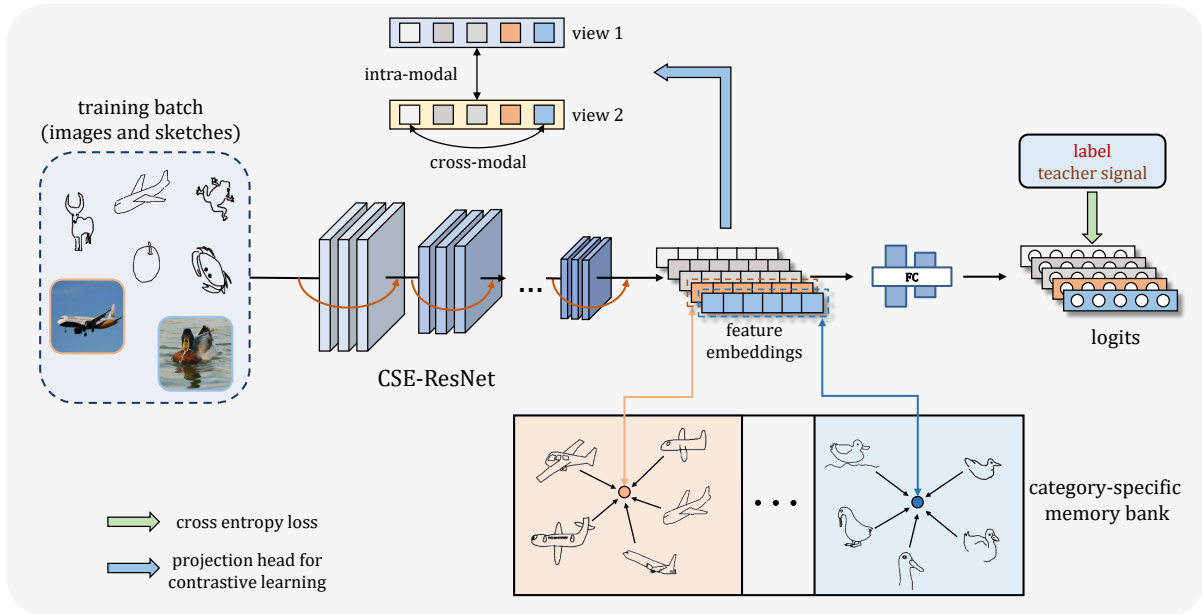 view 1
intra-modal
view 2
cross-modal
training batch
(images and sketches)
label
teacher signal
...
FC
feature
embeddings
logits
CSE-ResNet
category-specific
memory bank
cross entropy loss
projection head for
contrastive learning